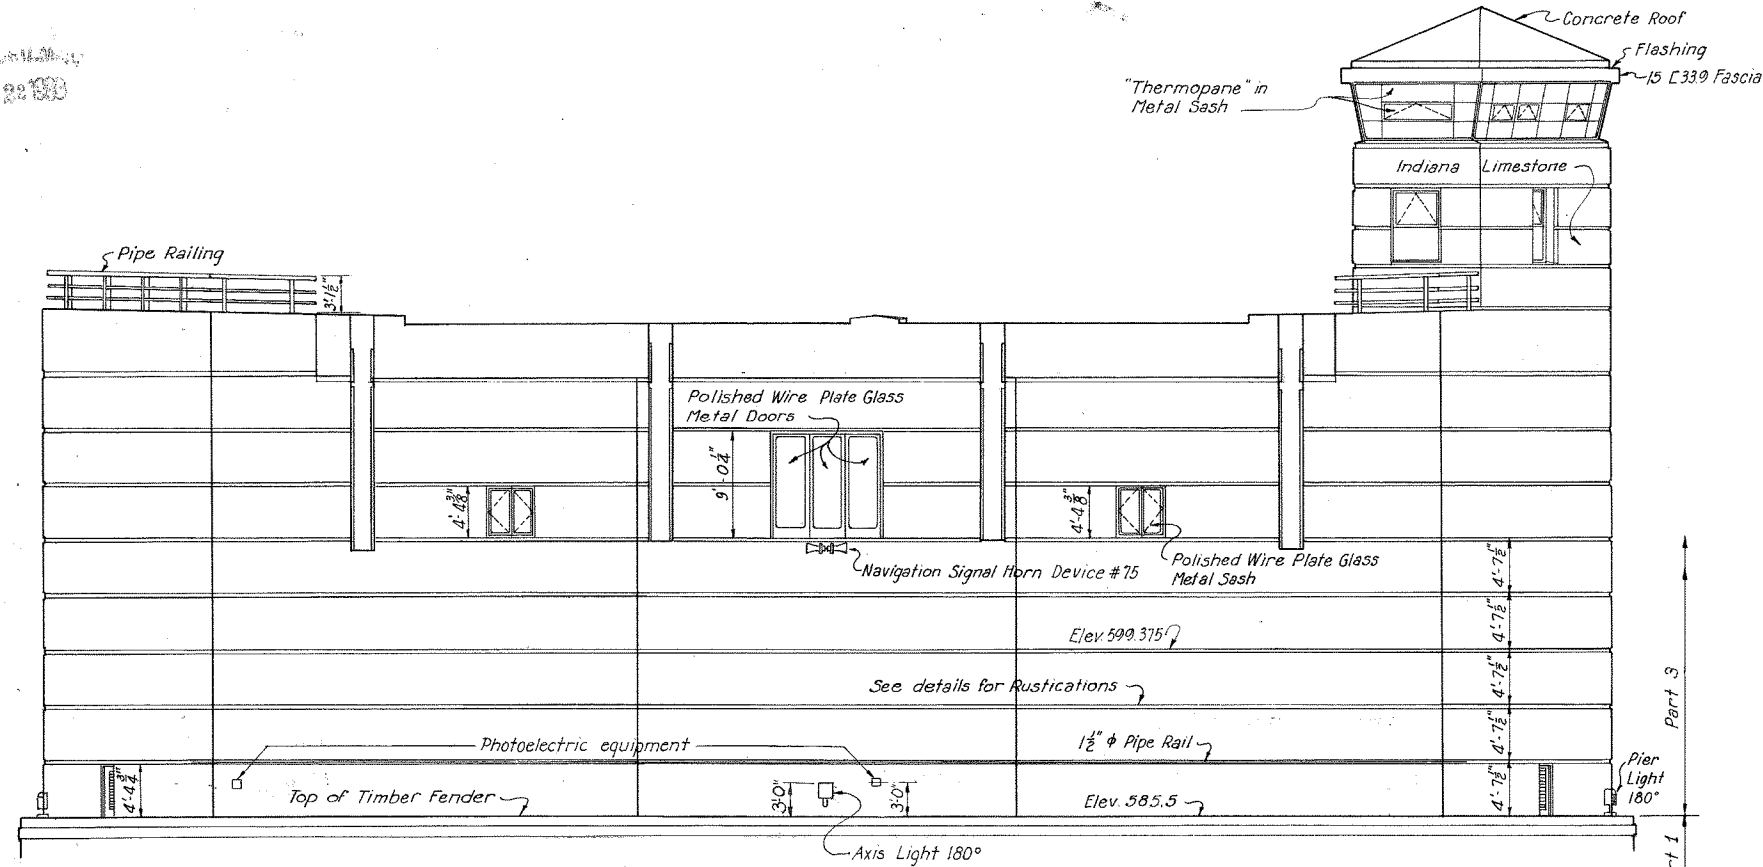 Concrete Roof
Flashing
15 [ 33.9 Fascia
"Thermopane" in
Metal Sash
Indiana Limestone
Pipe Railing
3'-1½"
Polished Wire Plate Glass
Metal Doors
9'-0¼"
4'-4⅜"
4'-4⅜"
Polished Wire Plate Glass
Metal Sash
Navigation Signal Horn Device #75
4'-7½"
4'-7½"
Elev. 599.375
4'-7½"
See details for Rustications
Part 3
4'-7½"
Photoelectric equipment
1½" ϕ Pipe Rail
Pier
Light
180°
4'-4¾"
Top of Timber Fender
3'-0"
3'-0"
Elev. 585.5
4'-7½"
Axis Light 180°